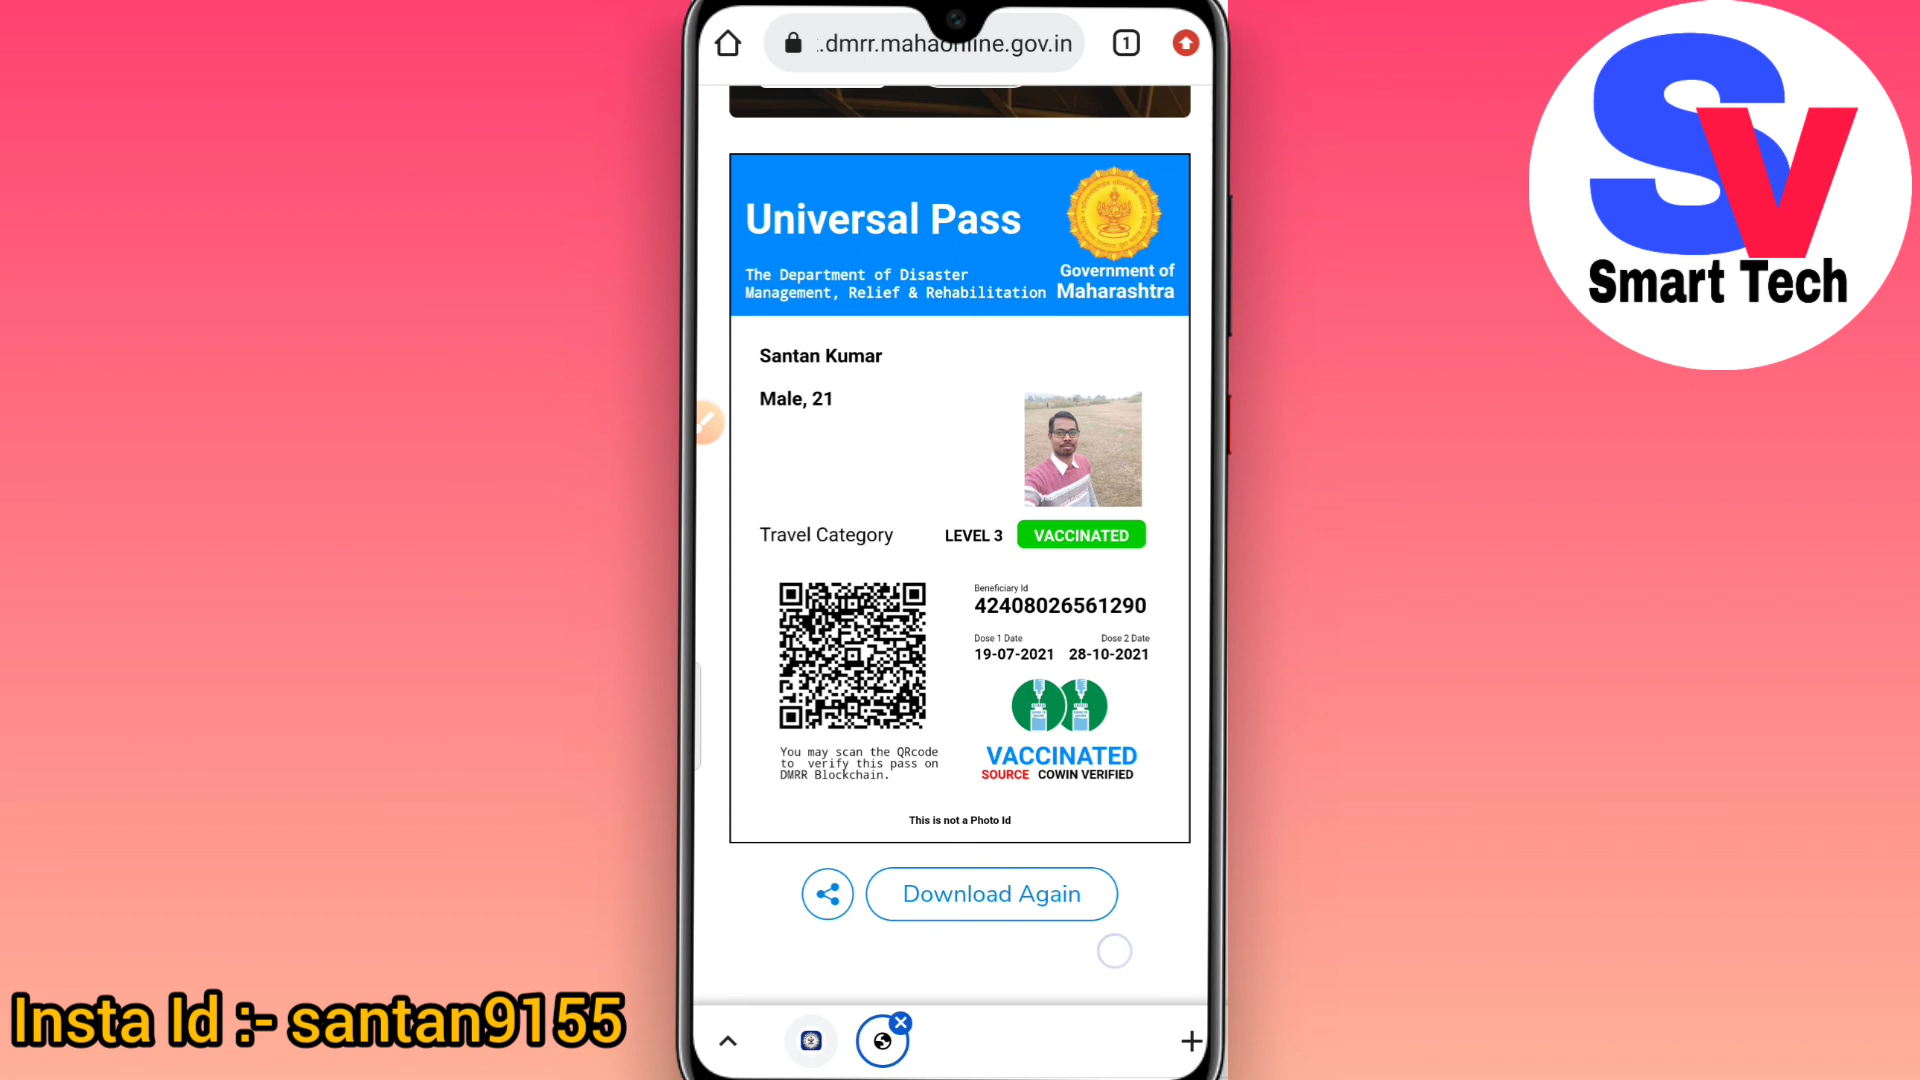 .dmrr.mahaonline.gov.in
1
Universal Pass
The Department of Disaster
Management, Relief & Rehabilitation
Government of
Maharashtra
Santan Kumar
Male, 21
Travel Category
LEVEL 3
VACCINATED
Beneficiary Id
42408026561290
Dose 1 Date
Dose 2 Date
19-07-2021
28-10-2021
You may scan the QRcode
to verify this pass on
DMRR Blockchain.
VACCINATED
SOURCE COWIN VERIFIED
This is not a Photo Id
Download Again
SV
Smart Tech
Insta Id :- santan9155